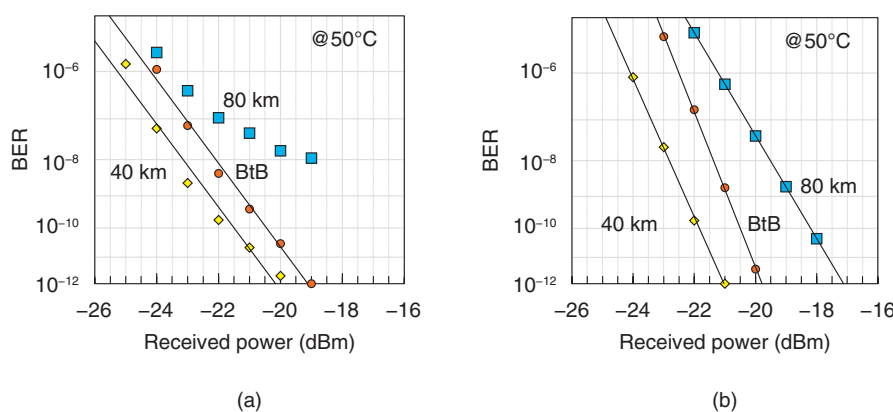 @50°C
10⁻⁶
80 km
BER
10⁻⁸
40 km
BtB
10⁻¹⁰
10⁻¹²
−26 −24 −22 −20 −18 −16
Received power (dBm)
(a)
@50°C
10⁻⁶
BER
10⁻⁸
80 km
10⁻¹⁰
40 km
BtB
10⁻¹²
−26 −24 −22 −20 −18 −16
Received power (dBm)
(b)